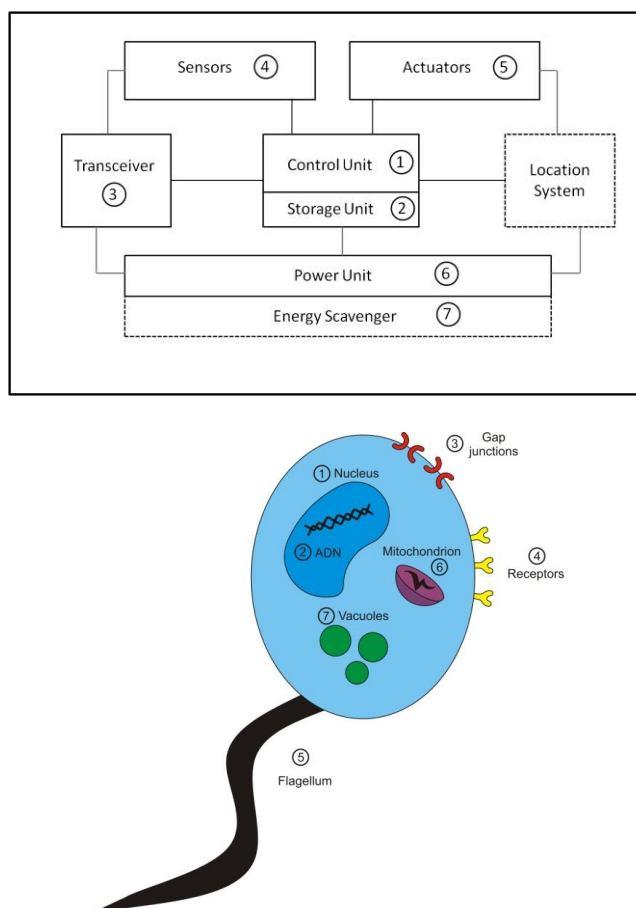 Sensors 4
Actuators 5
Transceiver
3
Control Unit 1
Storage Unit 2
Location
System
Power Unit 6
Energy Scavenger 7
3 Gap
junctions
1 Nucleus
2 ADN
Mitochondrion
6
4
Receptors
7 Vacuoles
5
Flagellum